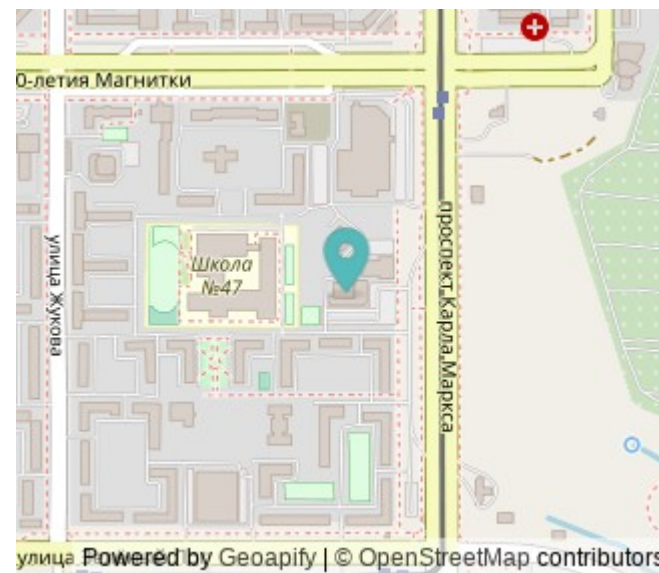 0-летия Магнитки
проспект Карла Маркса
улица Жукова
Школа
№47
улица
Powered by Geoapify | © OpenStreetMap contributors